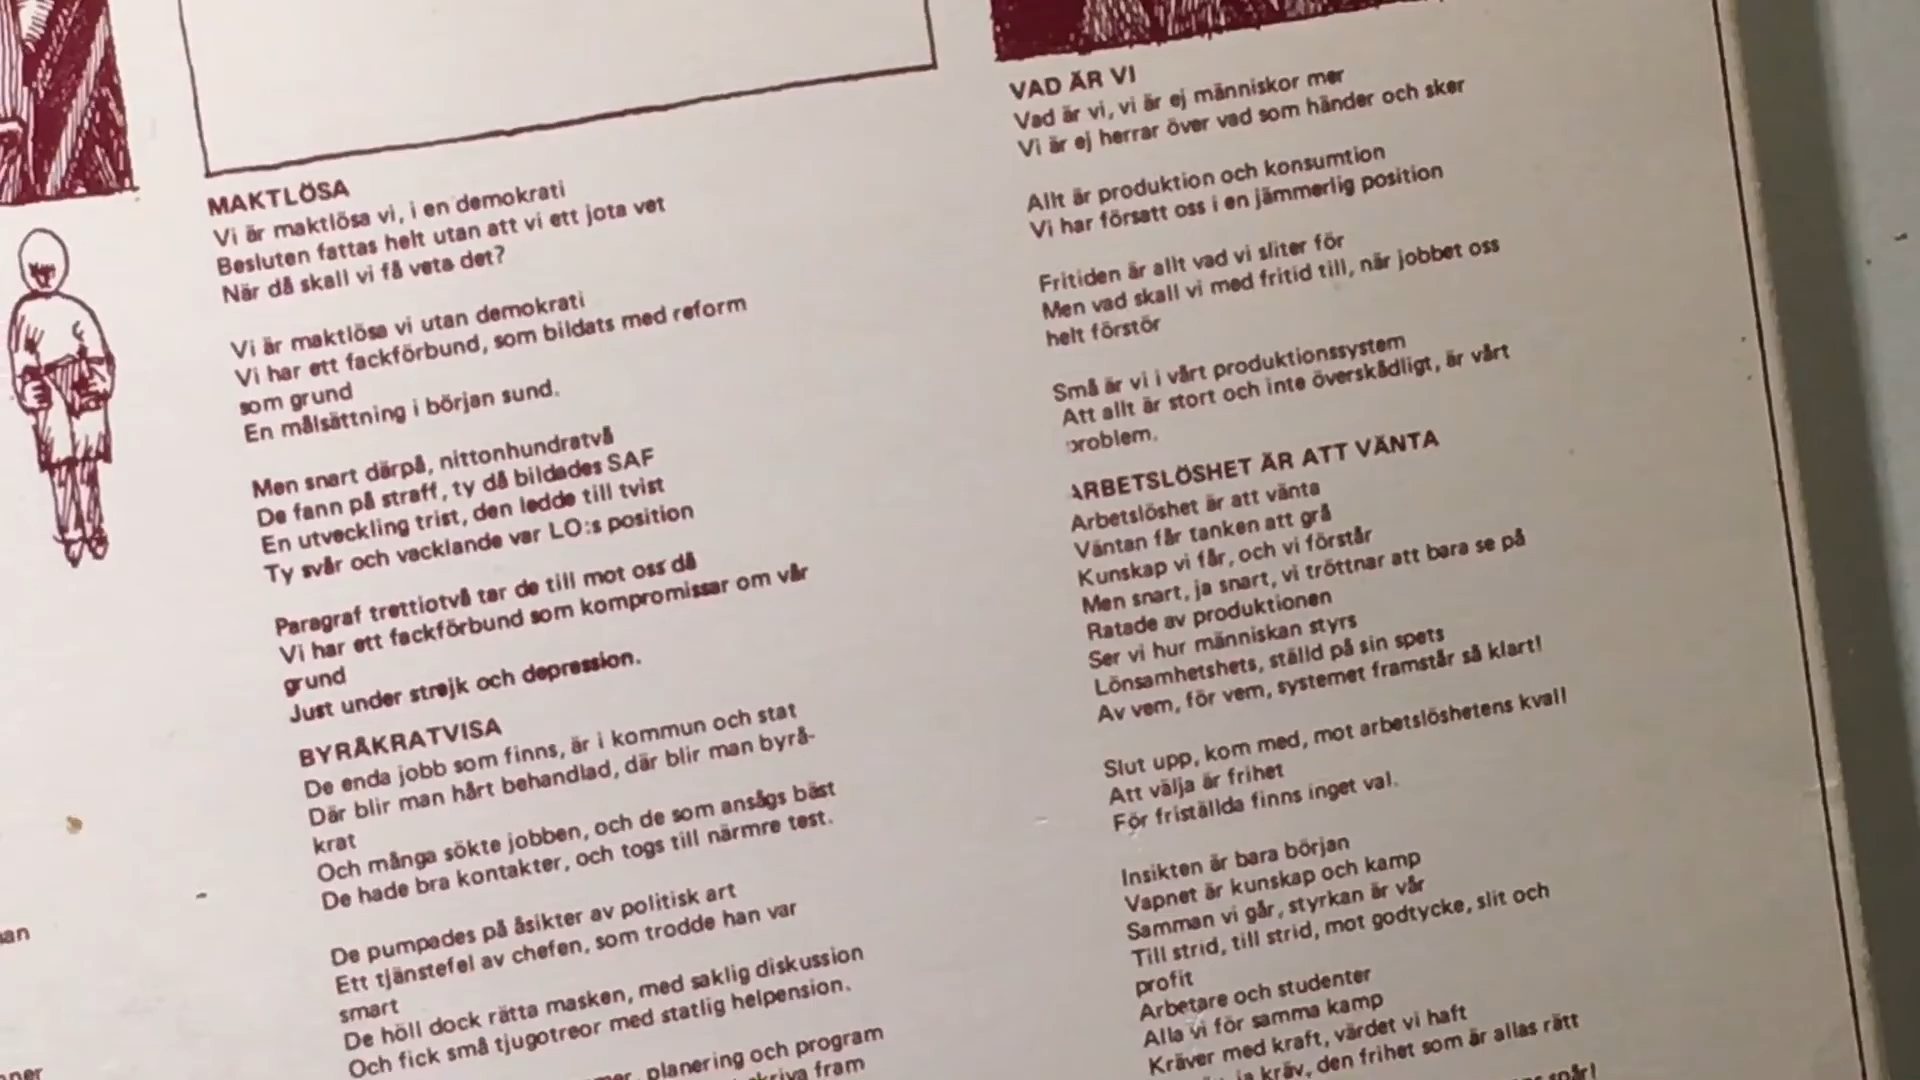 MAKTLÖSA
Vi är maktlösa vi, i en demokrati
Besluten fattas helt utan att vi ett jota vet
När då skall vi få veta det?
Vi är maktlösa vi utan demokrati
Vi har ett fackförbund, som bildats med reform
som grund
En målsättning i början sund.
Men snart därpå, nittonhundratvå
De fann på straff, ty då bildades SAF
En utveckling trist, den ledde till tvist
Ty svår och vacklande var LO:s position
Paragraf trettiotvå tar de till mot oss då
Vi har ett fackförbund som kompromissar om vår
grund
Just under strejk och depression.
BYRÅKRATVISA
De enda jobb som finns, är i kommun och stat
Där blir man hårt behandlad, där blir man byrå-
krat
Och många sökte jobben, och de som ansågs bäst
De hade bra kontakter, och togs till närmre test.
De pumpades på åsikter av politisk art
Ett tjänstefel av chefen, som trodde han var
smart
De höll dock rätta masken, med saklig diskussion
Och fick små tjugotreor med statlig helpension.
planering och program
fram
VAD ÄR VI
Vad är vi, vi är ej människor mer
Vi är ej herrar över vad som händer och sker
Allt är produktion och konsumtion
Vi har försatt oss i en jämmerlig position
Fritiden är allt vad vi sliter för
Men vad skall vi med fritid till, när jobbet oss
helt förstör
Små är vi i vårt produktionssystem
Att allt är stort och inte överskådligt, är vårt
problem.
ARBETSLÖSHET ÄR ATT VÄNTA
Arbetslöshet är att vänta
Väntan får tanken att grå
Kunskap vi får, och vi förstår
Men snart, ja snart, vi tröttnar att bara se på
Ratade av produktionen
Ser vi hur människan styrs
Lönsamhetshets, ställd på sin spets
Av vem, för vem, systemet framstår så klart!
Slut upp, kom med, mot arbetslöshetens kvall
Att välja är frihet
För friställda finns inget val.
Insikten är bara början
Vapnet är kunskap och kamp
Samman vi går, styrkan är vår
Till strid, till strid, mot godtycke, slit och
profit
Arbetare och studenter
Alla vi för samma kamp
Kräver med kraft, värdet vi haft
ja kräv, den frihet som är allas rätt